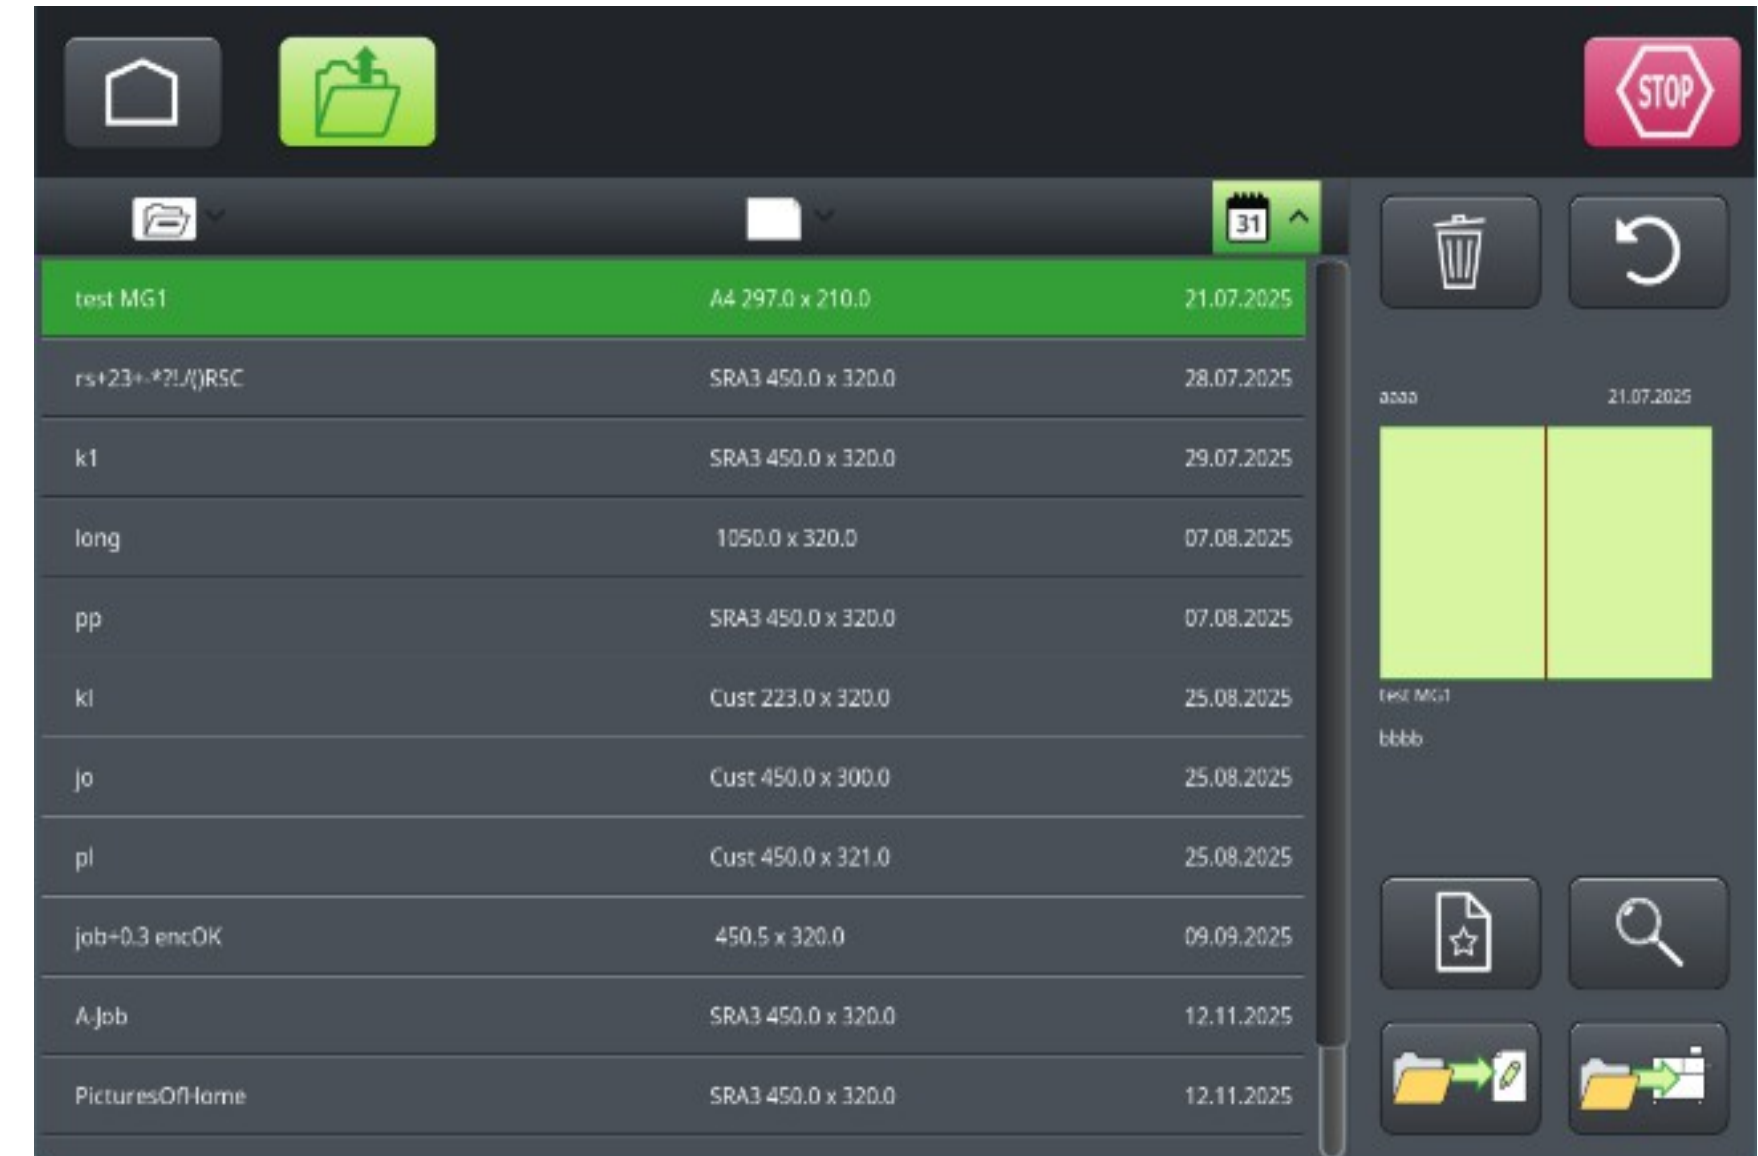 STOP
31
test MG1 A4 297.0 x 210.0 21.07.2025
rs+23+-*?!./()RSC SRA3 450.0 x 320.0 28.07.2025
k1 SRA3 450.0 x 320.0 29.07.2025
long 1050.0 x 320.0 07.08.2025
pp SRA3 450.0 x 320.0 07.08.2025
kl Cust 223.0 x 320.0 25.08.2025
jo Cust 450.0 x 300.0 25.08.2025
pl Cust 450.0 x 321.0 25.08.2025
job+0.3 encOK 450.5 x 320.0 09.09.2025
A-Job SRA3 450.0 x 320.0 12.11.2025
PicturesOfHome SRA3 450.0 x 320.0 12.11.2025
aaaa 21.07.2025
test MG1
bbbb